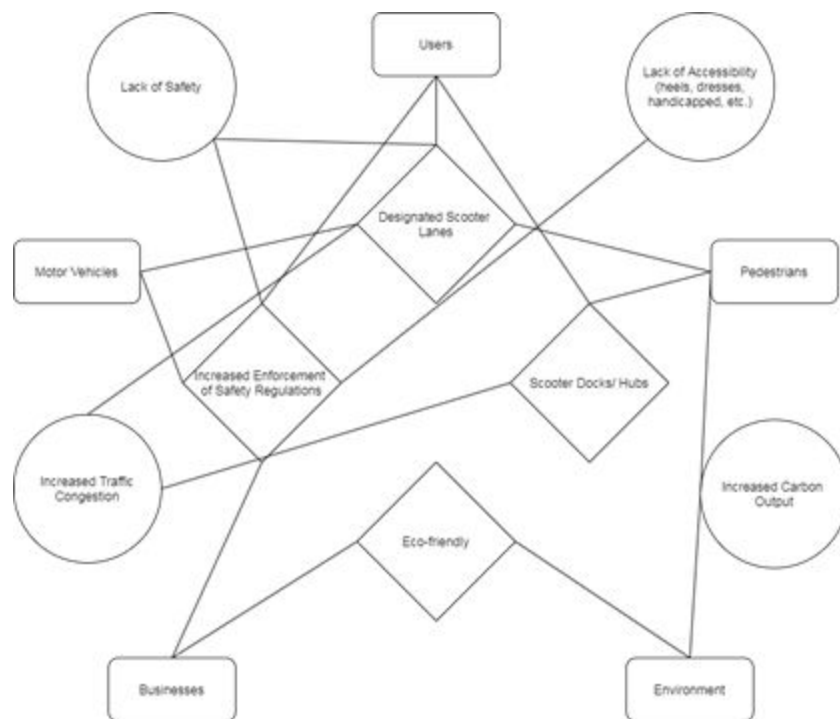 Users
Lack of Safety
Lack of Accessibility
(heels, dresses,
handicapped, etc.)
Designated Scooter
Lanes
Motor Vehicles
Pedestrians
Increased Enforcement
of Safety Regulations
Scooter Docks/ Hubs
Increased Traffic
Congestion
Increased Carbon
Output
Eco-friendly
Businesses
Environment